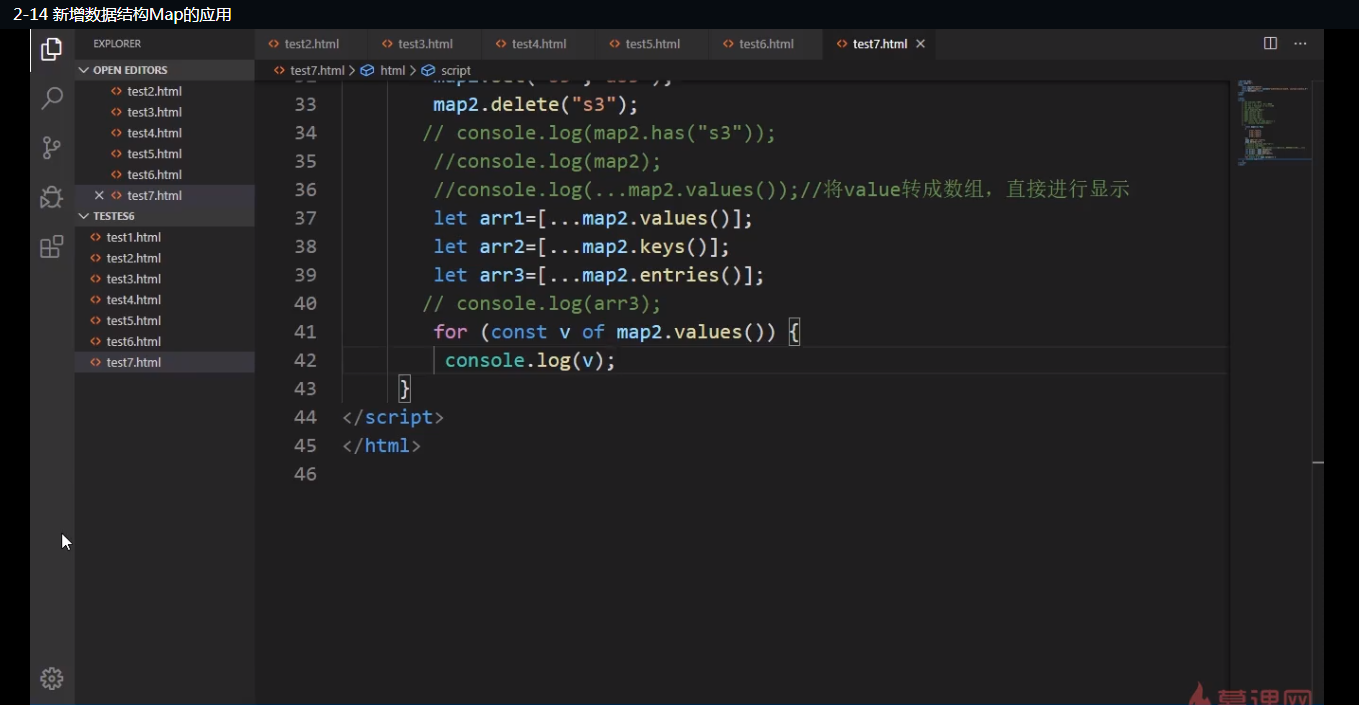 2-14 新增数据结构Map的应用
EXPLORER
OPEN EDITORS
test2.html
test3.html
test4.html
test5.html
test6.html
test7.html
TESTES6
test1.html
test2.html
test3.html
test4.html
test5.html
test6.html
test7.html
test2.html test3.html test4.html test5.html test6.html test7.html
test7.html > html > script
33 map2.delete("s3");
34 // console.log(map2.has("s3"));
35 //console.log(map2);
36 //console.log(...map2.values());//将value转成数组，直接进行显示
37 let arr1=[...map2.values()];
38 let arr2=[...map2.keys()];
39 let arr3=[...map2.entries()];
40 // console.log(arr3);
41 for (const v of map2.values()) {
42 console.log(v);
43 }
44 </script>
45 </html>
46
慕课网